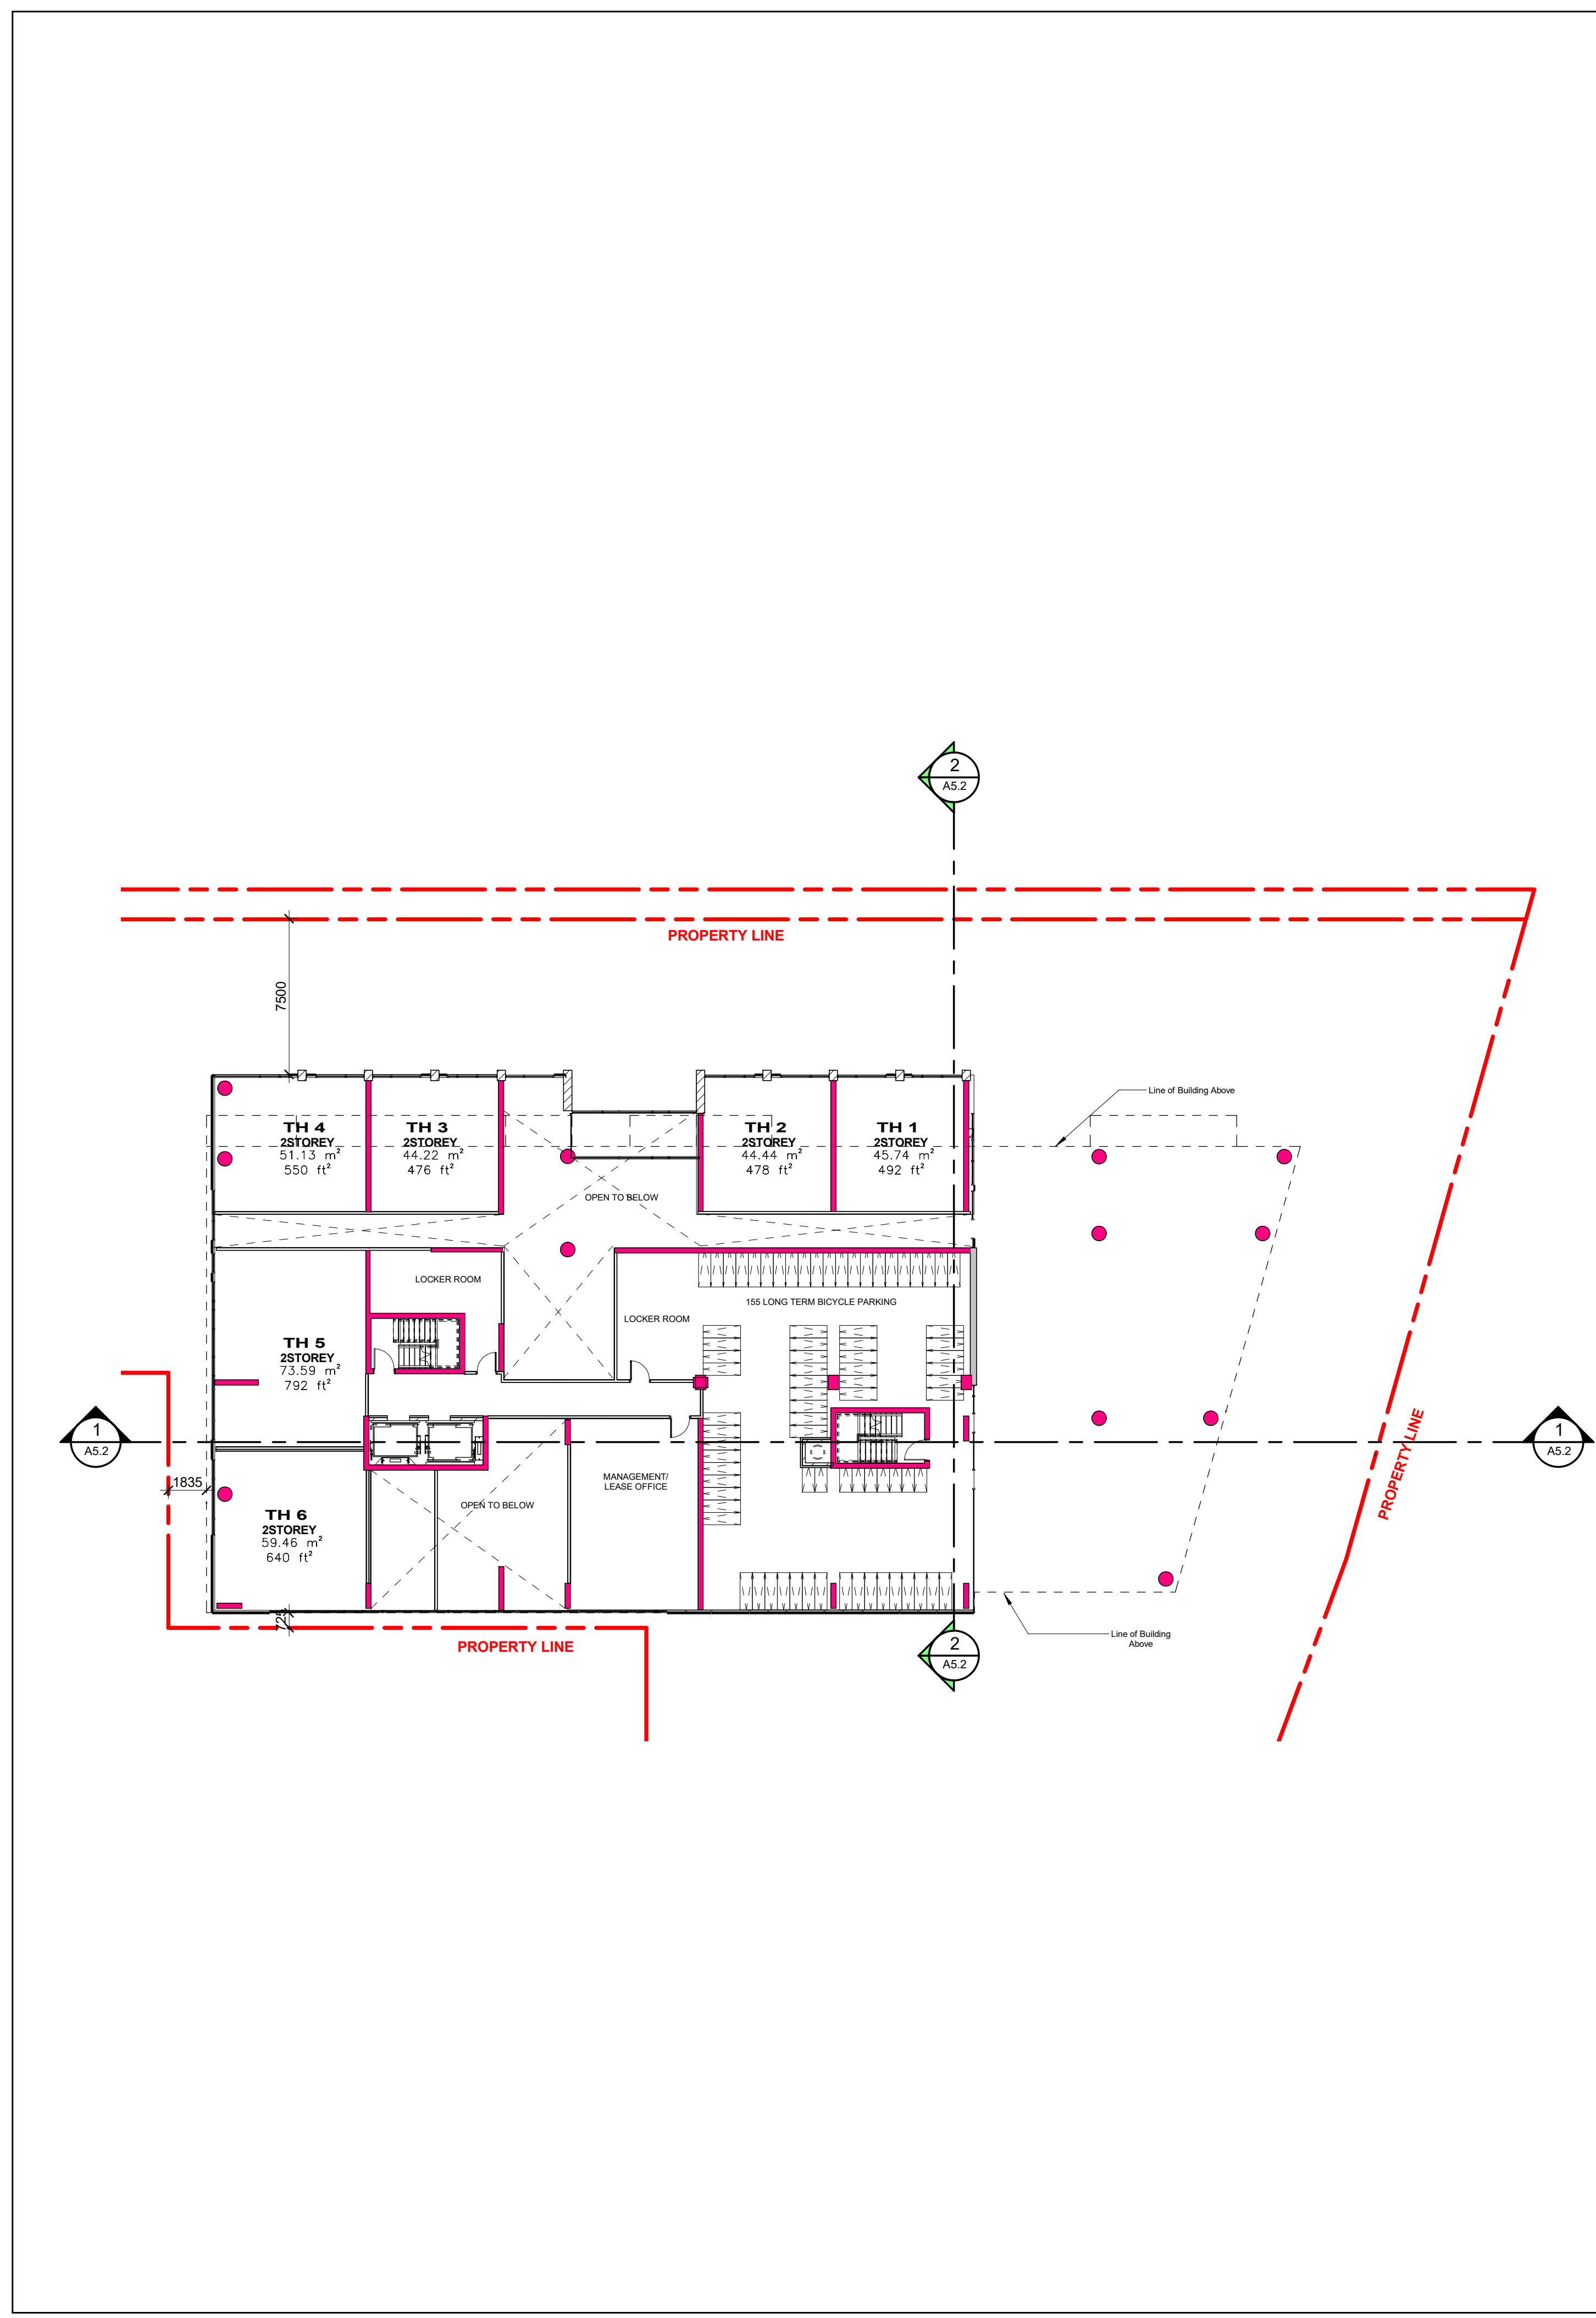 2
A5.2
PROPERTY LINE
7500
Line of Building Above
TH 4
2STOREY
51.13 m²
550 ft²
TH 3
2STOREY
44.22 m²
476 ft²
TH 2
2STOREY
44.44 m²
478 ft²
TH 1
2STOREY
45.74 m²
492 ft²
OPEN TO BELOW
LOCKER ROOM
155 LONG TERM BICYCLE PARKING
LOCKER ROOM
TH 5
2STOREY
73.59 m²
792 ft²
1
A5.2
1
A5.2
PROPERTY LINE
1835
MANAGEMENT/
LEASE OFFICE
OPEN TO BELOW
TH 6
2STOREY
59.46 m²
640 ft²
725
PROPERTY LINE
2
A5.2
Line of Building
Above